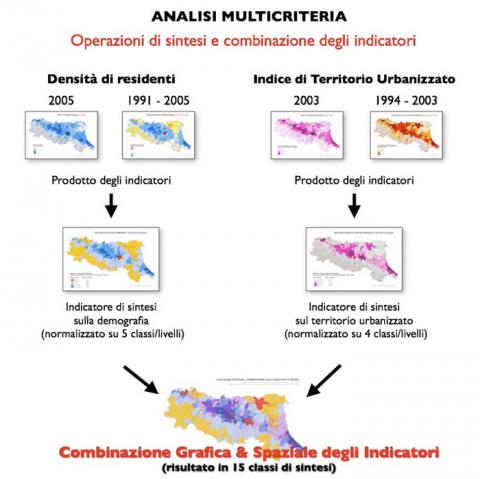 ANALISI MULTICRITERIA
Operazioni di sintesi e combinazione degli indicatori
Densità di residenti
Indice di Territorio Urbanizzato
2005
1991 - 2005
2003
1994 - 2003
Prodotto degli indicatori
Prodotto degli indicatori
Indicatore di sintesi
sulla demografia
(normalizzato su 5 classi/livelli)
Indicatore di sintesi
sul territorio urbanizzato
(normalizzato su 4 classi/livelli)
Combinazione Grafica & Spaziale degli Indicatori
(risultato in 15 classi di sintesi)